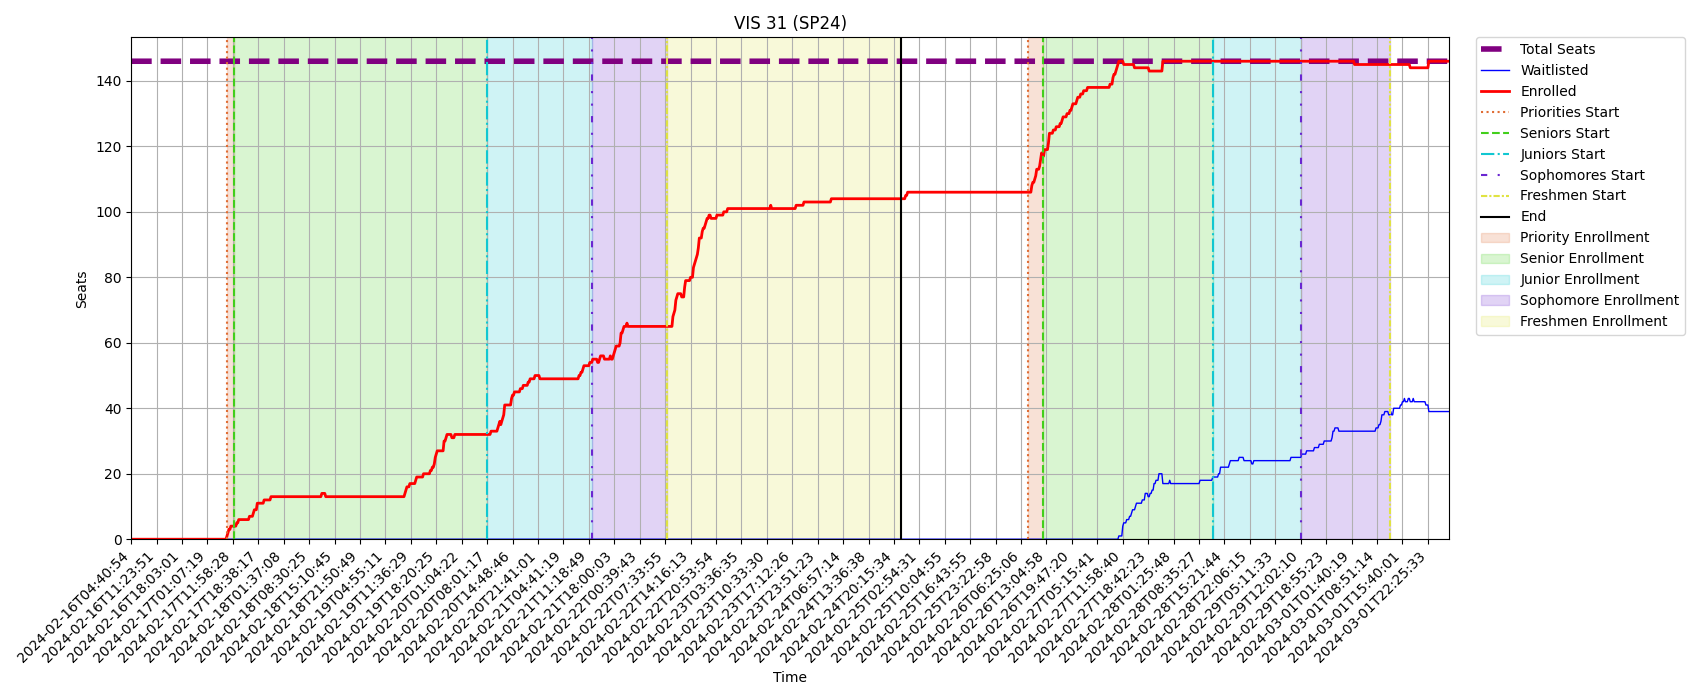 VIS 31 (SP24)
Total Seats
Waitlisted
Enrolled
Priorities Start
Seniors Start
Juniors Start
Sophomores Start
Freshmen Start
End
Priority Enrollment
Senior Enrollment
Junior Enrollment
Sophomore Enrollment
Freshmen Enrollment
Seats
140
120
100
80
60
40
20
0
2024-02-16T04:40:54
2024-02-16T11:23:51
2024-02-16T18:03:01
2024-02-17T01:07:19
2024-02-17T11:58:28
2024-02-17T18:38:17
2024-02-18T01:37:08
2024-02-18T08:30:25
2024-02-18T15:10:45
2024-02-18T21:50:49
2024-02-19T04:55:11
2024-02-19T11:36:29
2024-02-19T18:20:25
2024-02-20T01:04:22
2024-02-20T08:01:17
2024-02-20T14:48:46
2024-02-20T21:41:01
2024-02-21T04:41:19
2024-02-21T11:18:49
2024-02-22T00:00:03
2024-02-22T00:39:43
2024-02-22T07:33:55
2024-02-22T14:16:13
2024-02-22T20:53:54
2024-02-23T03:36:35
2024-02-23T10:33:30
2024-02-23T17:12:26
2024-02-23T23:51:23
2024-02-24T06:57:14
2024-02-24T13:36:38
2024-02-24T20:15:34
2024-02-25T02:54:31
2024-02-25T10:04:55
2024-02-25T16:43:55
2024-02-25T23:22:58
2024-02-26T06:25:06
2024-02-26T13:04:58
2024-02-26T19:47:20
2024-02-27T05:15:41
2024-02-27T11:58:40
2024-02-27T18:42:23
2024-02-28T01:25:48
2024-02-28T08:35:27
2024-02-28T15:21:44
2024-02-28T22:06:15
2024-02-29T05:11:33
2024-02-29T12:02:10
2024-02-29T18:55:23
2024-03-01T01:40:19
2024-03-01T08:51:14
2024-03-01T15:40:01
2024-03-01T22:25:33
Time